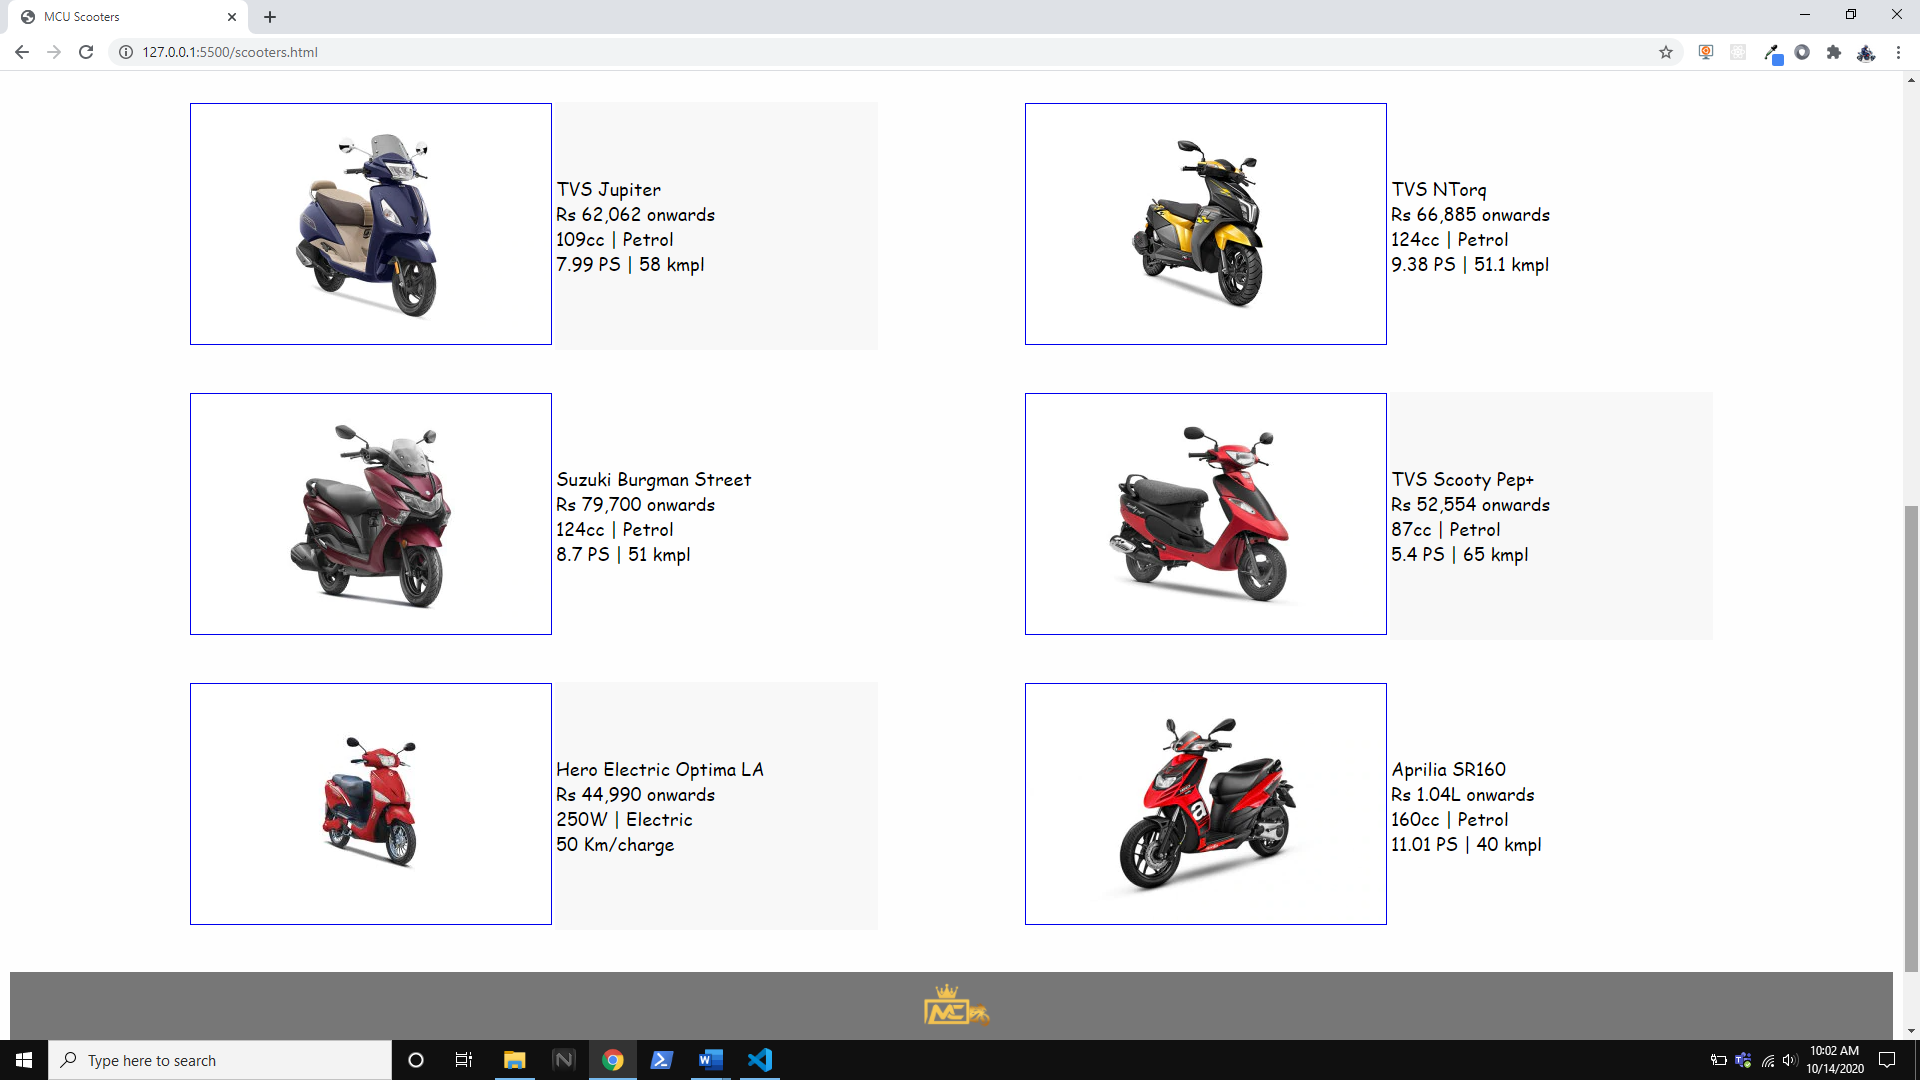 MCU Scooters
127.0.0.1:5500/scooters.html
TVS Jupiter
Rs 62,062 onwards
109cc | Petrol
7.99 PS | 58 kmpl
TVS NTorq
Rs 66,885 onwards
124cc | Petrol
9.38 PS | 51.1 kmpl
Suzuki Burgman Street
Rs 79,700 onwards
124cc | Petrol
8.7 PS | 51 kmpl
TVS Scooty Pep+
Rs 52,554 onwards
87cc | Petrol
5.4 PS | 65 kmpl
Hero Electric Optima LA
Rs 44,990 onwards
250W | Electric
50 Km/charge
Aprilia SR160
Rs 1.04L onwards
160cc | Petrol
11.01 PS | 40 kmpl
MC
Type here to search
10:02 AM
10/14/2020